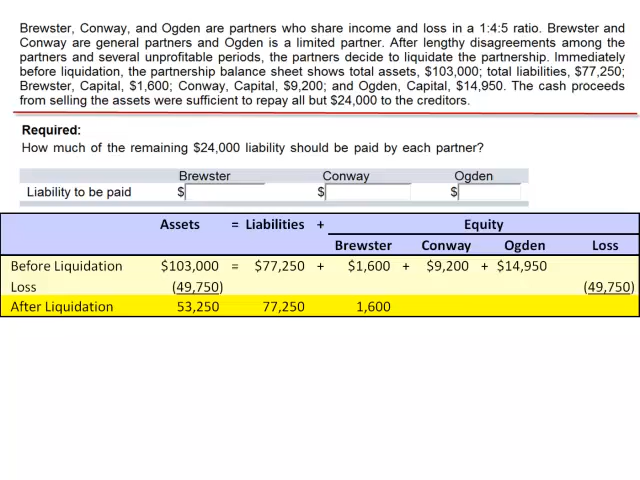 Brewster, Conway, and Ogden are partners who share income and loss in a 1:4:5 ratio. Brewster and
Conway are general partners and Ogden is a limited partner. After lengthy disagreements among the
partners and several unprofitable periods, the partners decide to liquidate the partnership. Immediately
before liquidation, the partnership balance sheet shows total assets, $103,000; total liabilities, $77,250;
Brewster, Capital, $1,600; Conway, Capital, $9,200; and Ogden, Capital, $14,950. The cash proceeds
from selling the assets were sufficient to repay all but $24,000 to the creditors.
Required:
How much of the remaining $24,000 liability should be paid by each partner?
Brewster Conway Ogden
Liability to be paid $ $ $
Assets = Liabilities + Equity
Brewster Conway Ogden Loss
Before Liquidation $103,000 = $77,250 + $1,600 + $9,200 + $14,950
Loss (49,750) (49,750)
After Liquidation 53,250 77,250 1,600